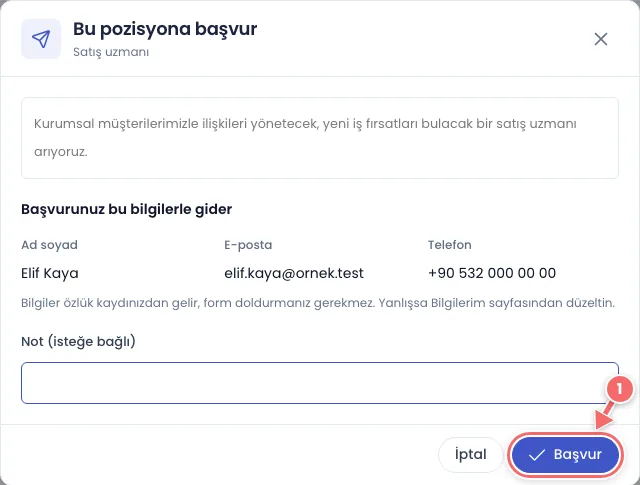 Bu pozisyona başvur
Satış uzmanı
Kurumsal müşterilerimizle ilişkileri yönetecek, yeni iş fırsatları bulacak bir satış uzmanı
arıyoruz.
Başvurunuz bu bilgilerle gider
Ad soyad E-posta Telefon
Elif Kaya elif.kaya@ornek.test +90 532 000 00 00
Bilgiler özlük kaydınızdan gelir, form doldurmanız gerekmez. Yanlışsa Bilgilerim sayfasından düzeltin.
Not (isteğe bağlı)
1
İptal Başvur